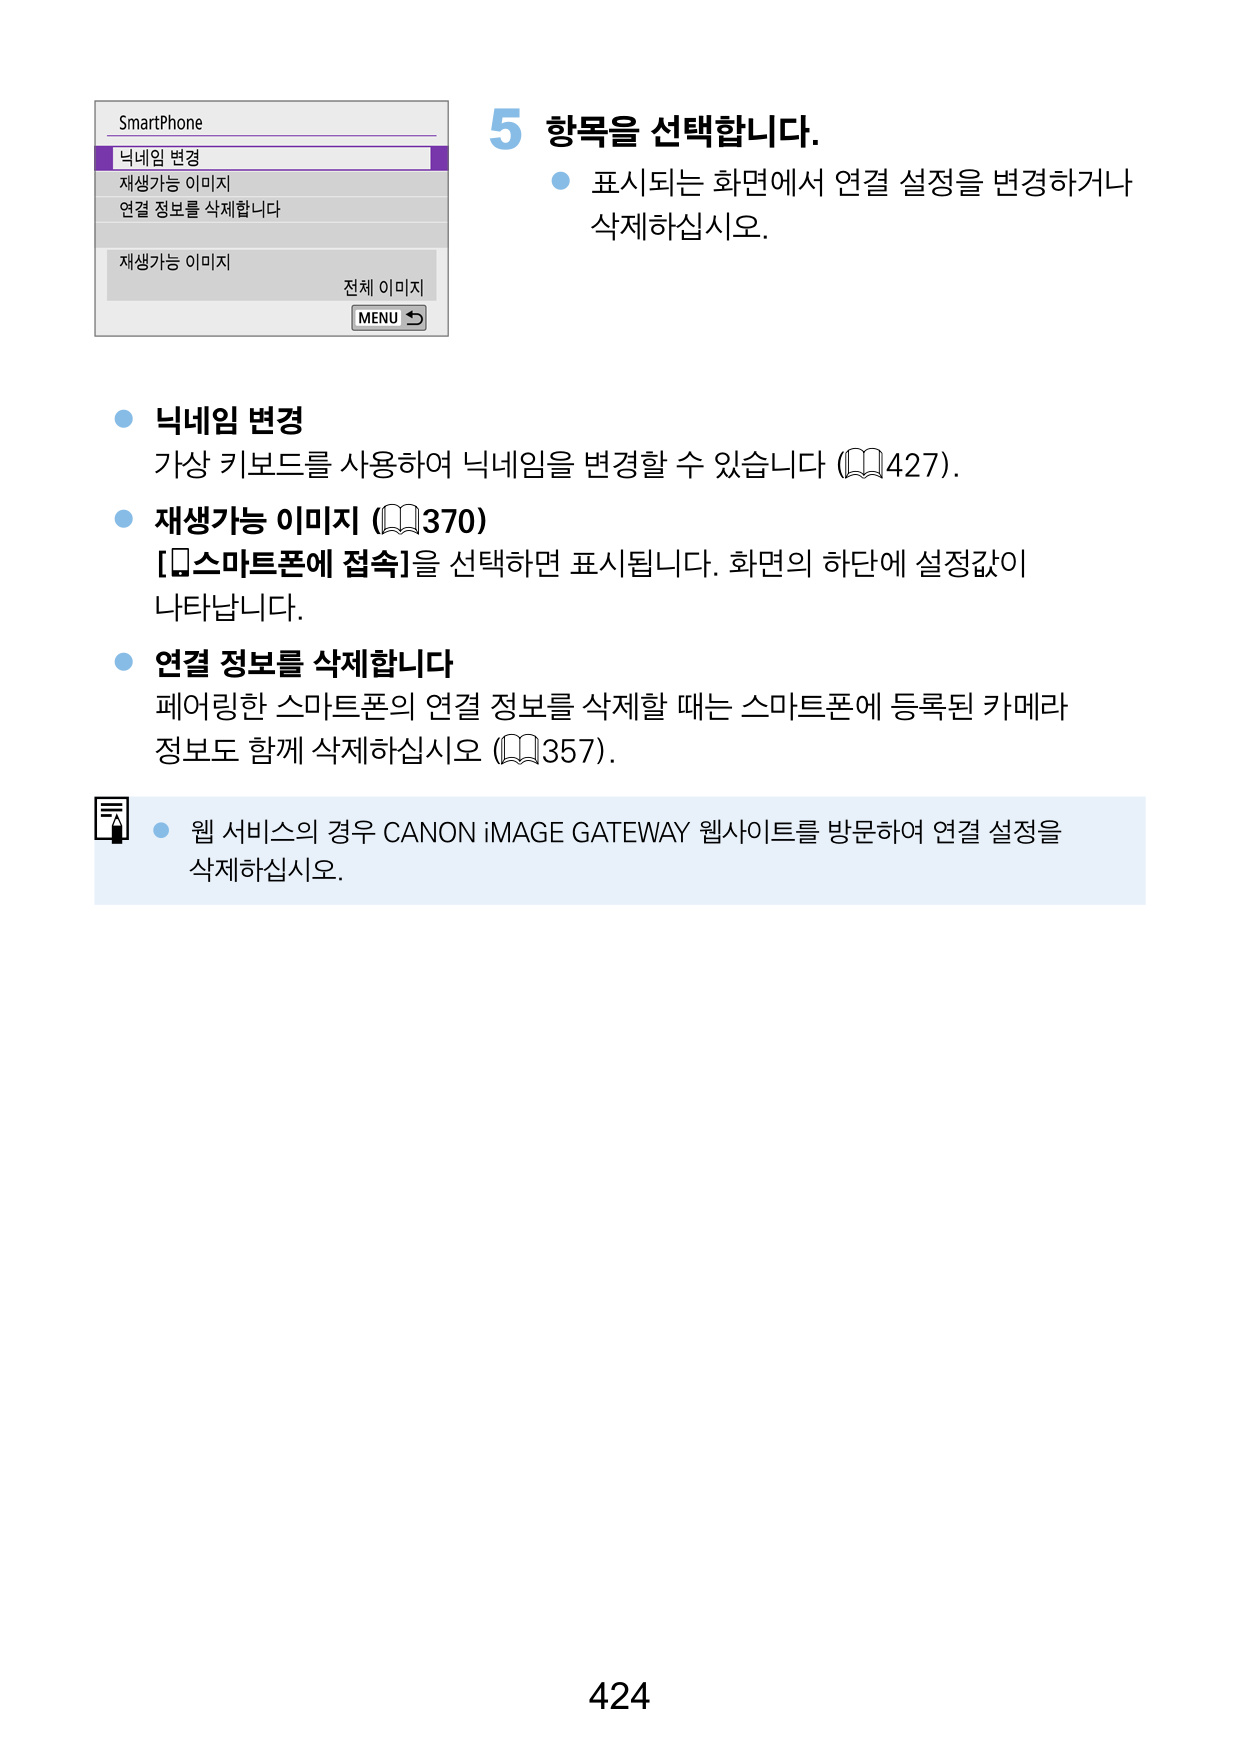 SmartPhone
닉네임 변경
재생가능 이미지
연결 정보를 삭제합니다
재생가능 이미지
전체 이미지
MENU
5 항목을 선택합니다.
● 표시되는 화면에서 연결 설정을 변경하거나
삭제하십시오.
● 닉네임 변경
가상 키보드를 사용하여 닉네임을 변경할 수 있습니다 (427).
● 재생가능 이미지 (370)
[스마트폰에 접속]을 선택하면 표시됩니다. 화면의 하단에 설정값이
나타납니다.
● 연결 정보를 삭제합니다
페어링한 스마트폰의 연결 정보를 삭제할 때는 스마트폰에 등록된 카메라
정보도 함께 삭제하십시오 (357).
● 웹 서비스의 경우 CANON iMAGE GATEWAY 웹사이트를 방문하여 연결 설정을
삭제하십시오.
424